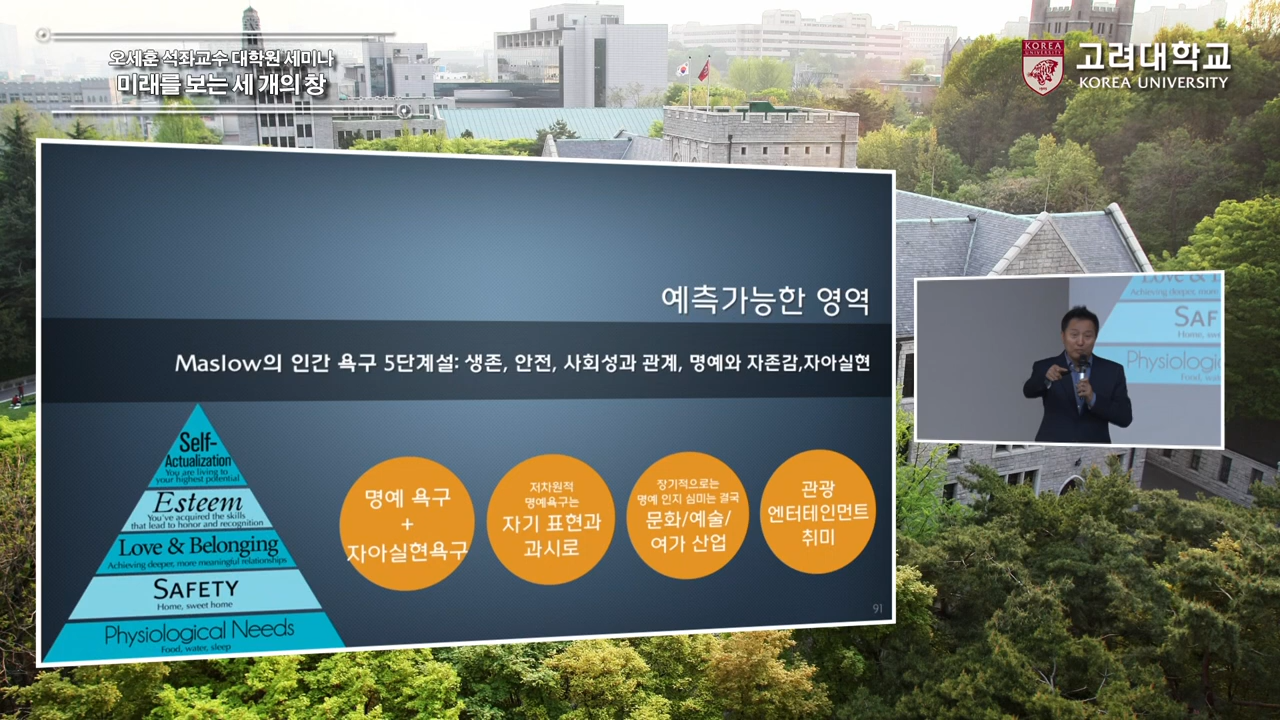 오세훈 석좌교수 대학원 세미나
미래를 보는 세 개의 창
KOREA
UNIVERSITY
고려대학교
KOREA UNIVERSITY
예측가능한 영역
Maslow의 인간 욕구 5단계설: 생존, 안전, 사회성과 관계, 명예와 자존감,자아실현
Self-
Actualization
You are living to
your highest potential
Esteem
You've acquired the skills
that lead to honor and recognition
Love & Belonging
Achieving deeper, more meaningful relationships
SAFETY
Home, sweet home
Physiological Needs
Food, water, sleep
명예 욕구
+
자아실현욕구
저차원적
명예욕구는
자기 표현과
과시로
장기적으로는
명예 인지 심미는 결국
문화/예술/
여가 산업
관광
엔터테인먼트
취미
91
Love & B
Achieving deeper, more
SAF
Home, swe
Physiologic
Food, wa